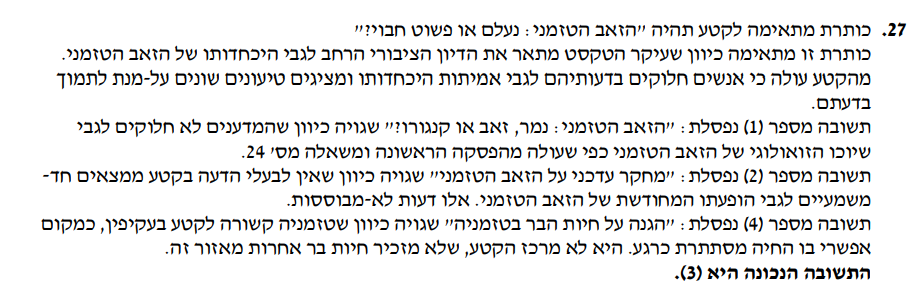 27. כותרת מתאימה לקטע תהיה "הזאב הטזמני: נעלם או פשוט חבוי?"
כותרת זו מתאימה כיוון שעיקר הטקסט מתאר את הדיון הציבורי הרחב לגבי היכחדותו של הזאב הטזמני.
מהקטע עולה כי אנשים חלוקים בדעותיהם לגבי אמיתות היכחדותו ומציגים טיעונים שונים על-מנת לתמוך
בדעתם.
תשובה מספר (1) נפסלת: "הזאב הטזמני: נמר, זאב או קנגורו?" שגויה כיוון שהמדענים לא חלוקים לגבי
שיוכו הזואולוגי של הזאב הטזמני כפי שעולה מהפסקה הראשונה ומשאלה מס' 24.
תשובה מספר (2) נפסלת: "מחקר עדכני על הזאב הטזמני" שגויה כיוון שאין לבעלי הדעה בקטע ממצאים חד-
משמעיים לגבי הופעתו המחודשת של הזאב הטזמני. אלו דעות לא-מבוססות.
תשובה מספר (4) נפסלת: "הגנה על חיות הבר בטזמניה" שגויה כיוון שטזמניה קשורה לקטע בעקיפין, כמקום
אפשרי בו החיה מסתתרת כרגע. היא לא מרכז הקטע, שלא מזכיר חיות בר אחרות מאזור זה.
התשובה הנכונה היא (3).